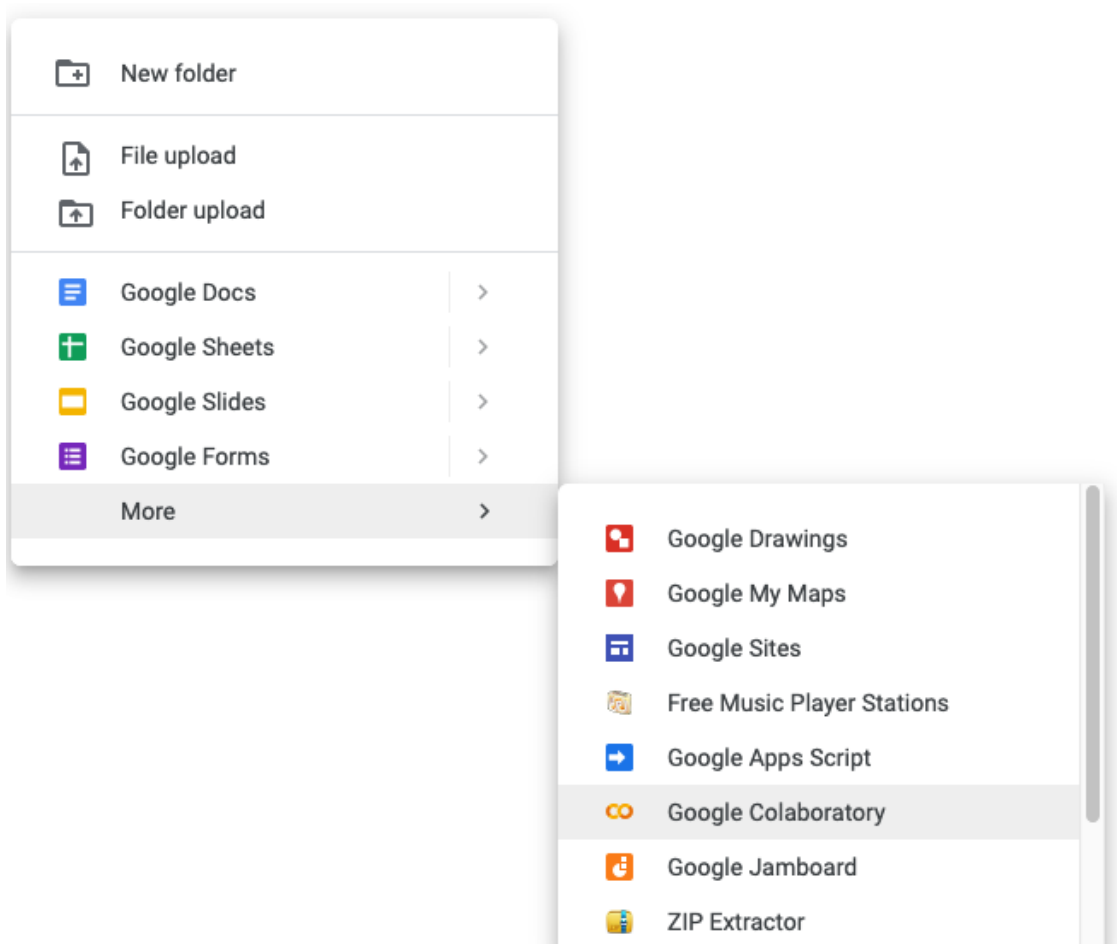 New folder
File upload
Folder upload
Google Docs
Google Sheets
Google Slides
Google Forms
More
Google Drawings
Google My Maps
Google Sites
Free Music Player Stations
Google Apps Script
Google Colaboratory
Google Jamboard
ZIP Extractor